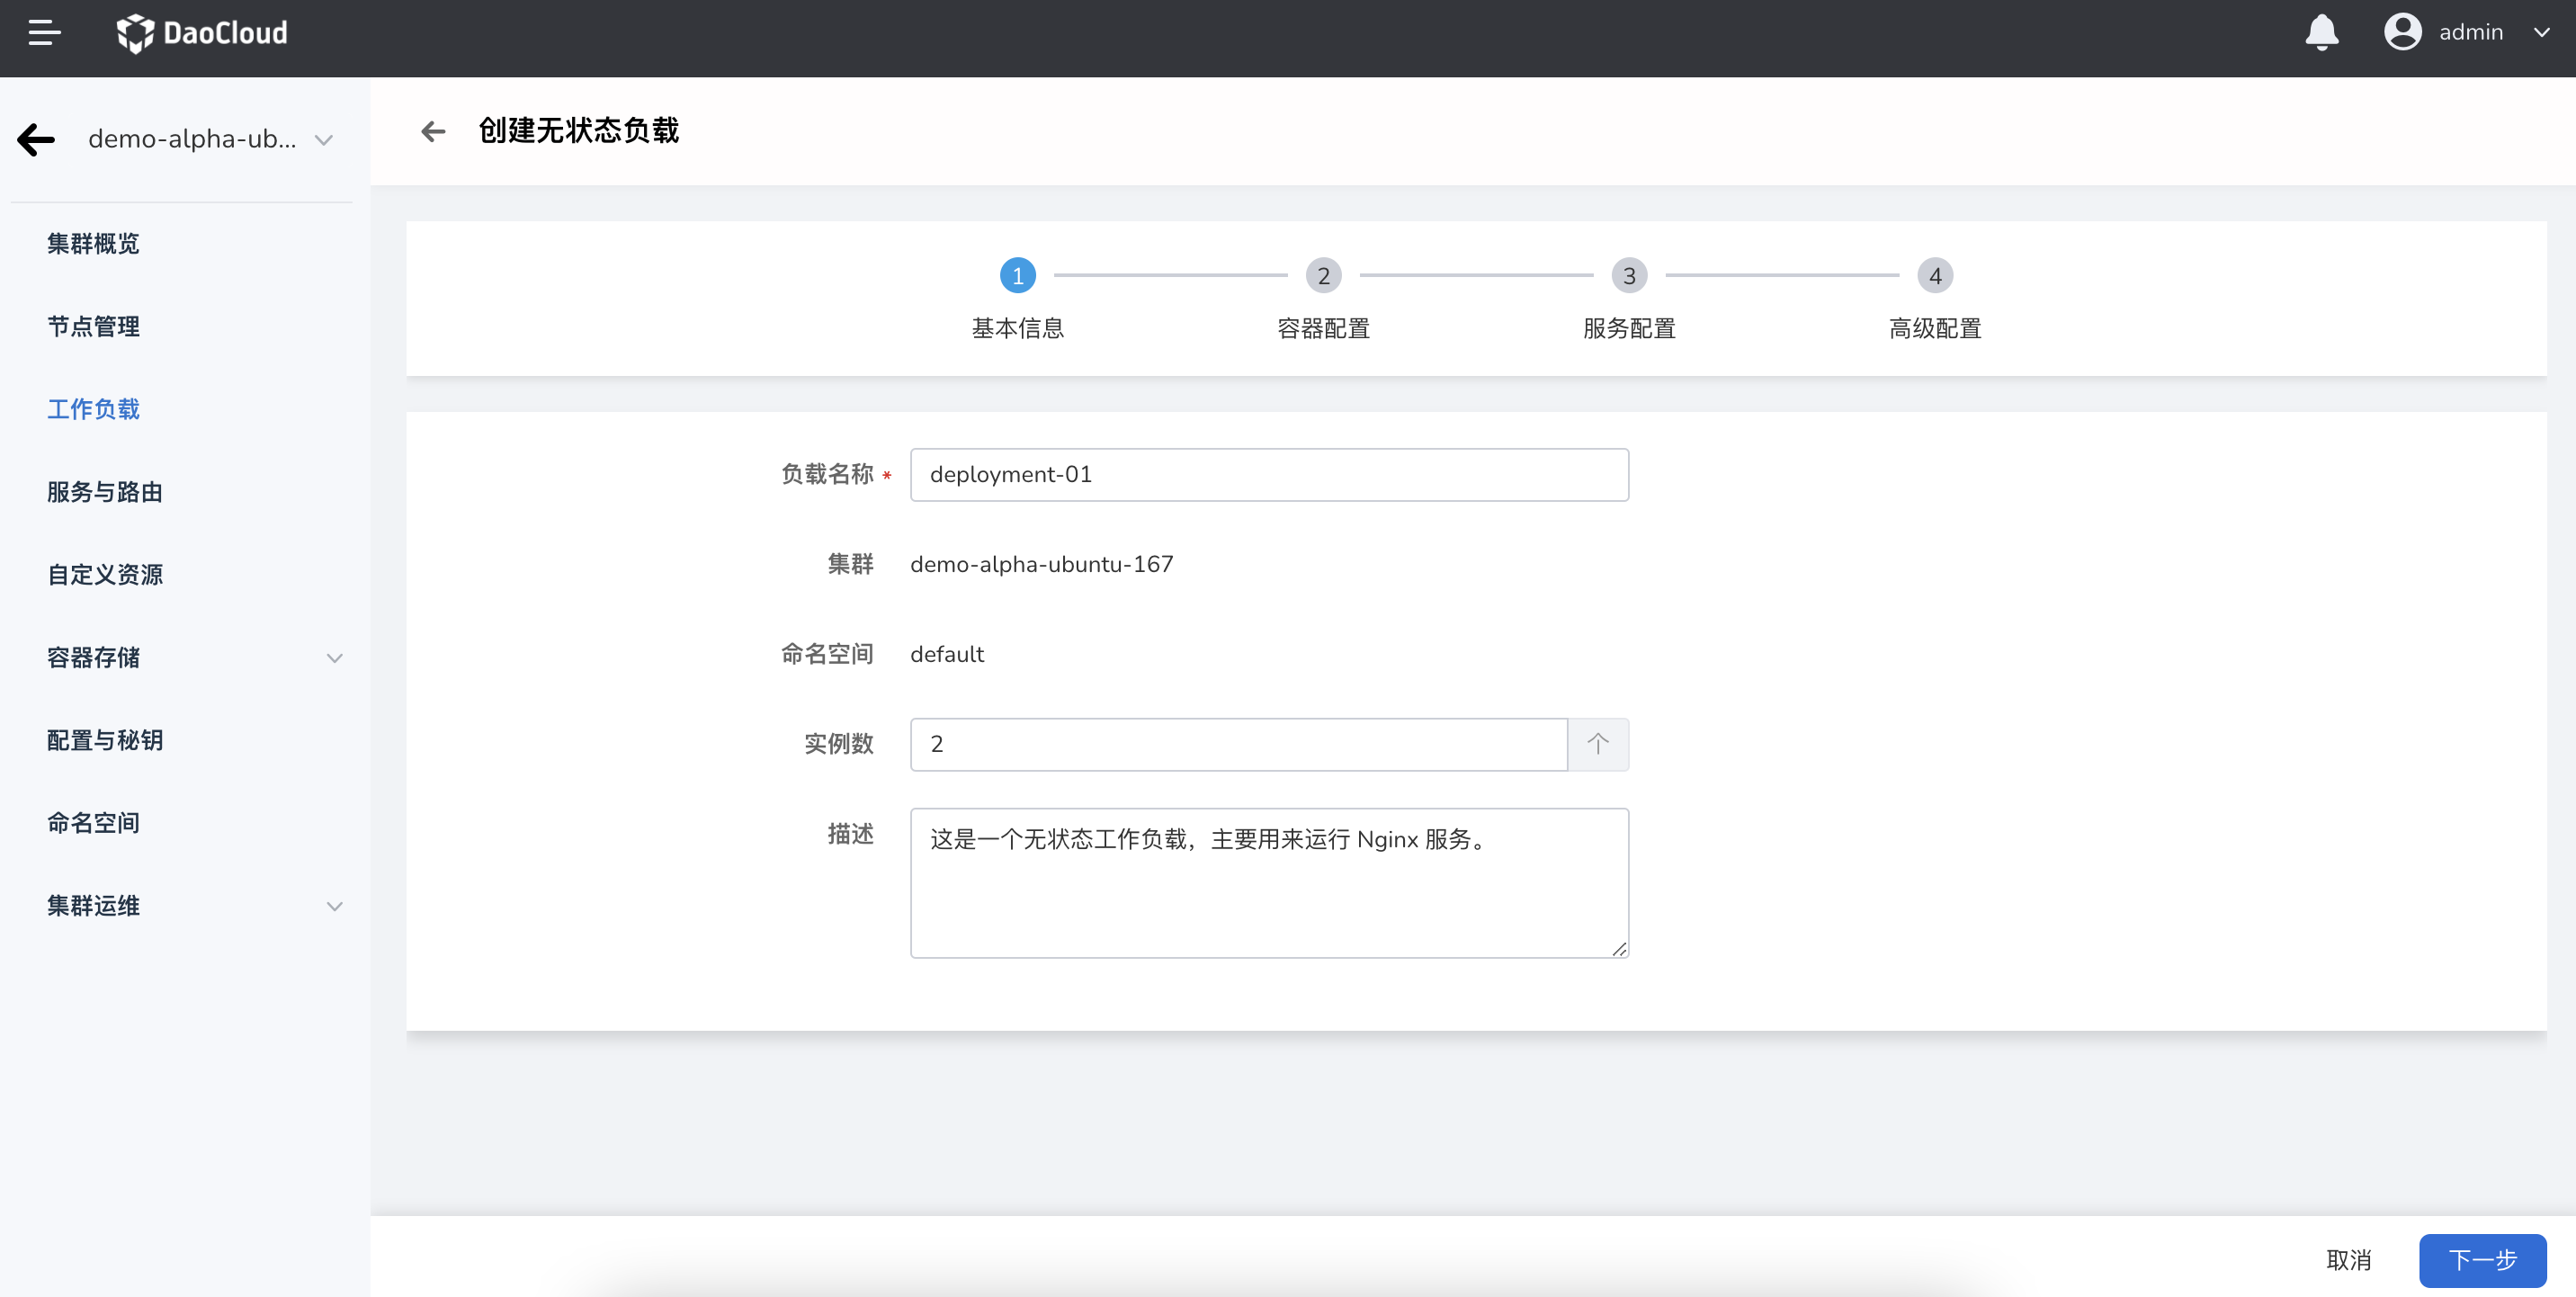 DaoCloud
admin
demo-alpha-ub...
集群概览
节点管理
工作负载
服务与路由
自定义资源
容器存储
配置与秘钥
命名空间
集群运维
创建无状态负载
1
2
3
4
基本信息
容器配置
服务配置
高级配置
负载名称 * deployment-01
集群 demo-alpha-ubuntu-167
命名空间 default
实例数 2 个
描述 这是一个无状态工作负载，主要用来运行 Nginx 服务。
取消
下一步